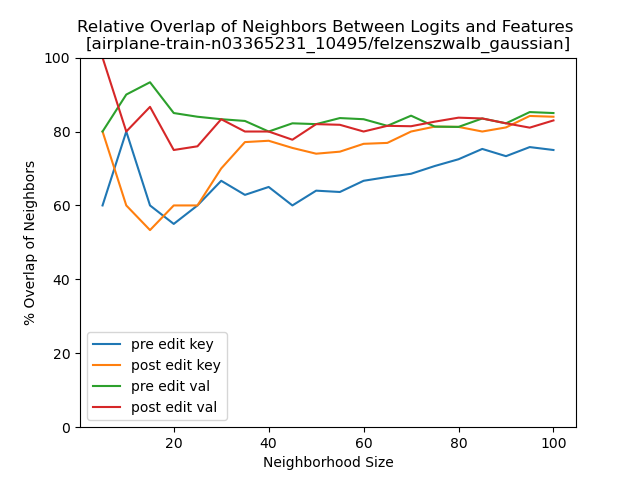 Relative Overlap of Neighbors Between Logits and Features
[airplane-train-n03365231_10495/felzenszwalb_gaussian]
100
80
60
40
20
0
% Overlap of Neighbors
pre edit key
post edit key
pre edit val
post edit val
20 40 60 80 100
Neighborhood Size